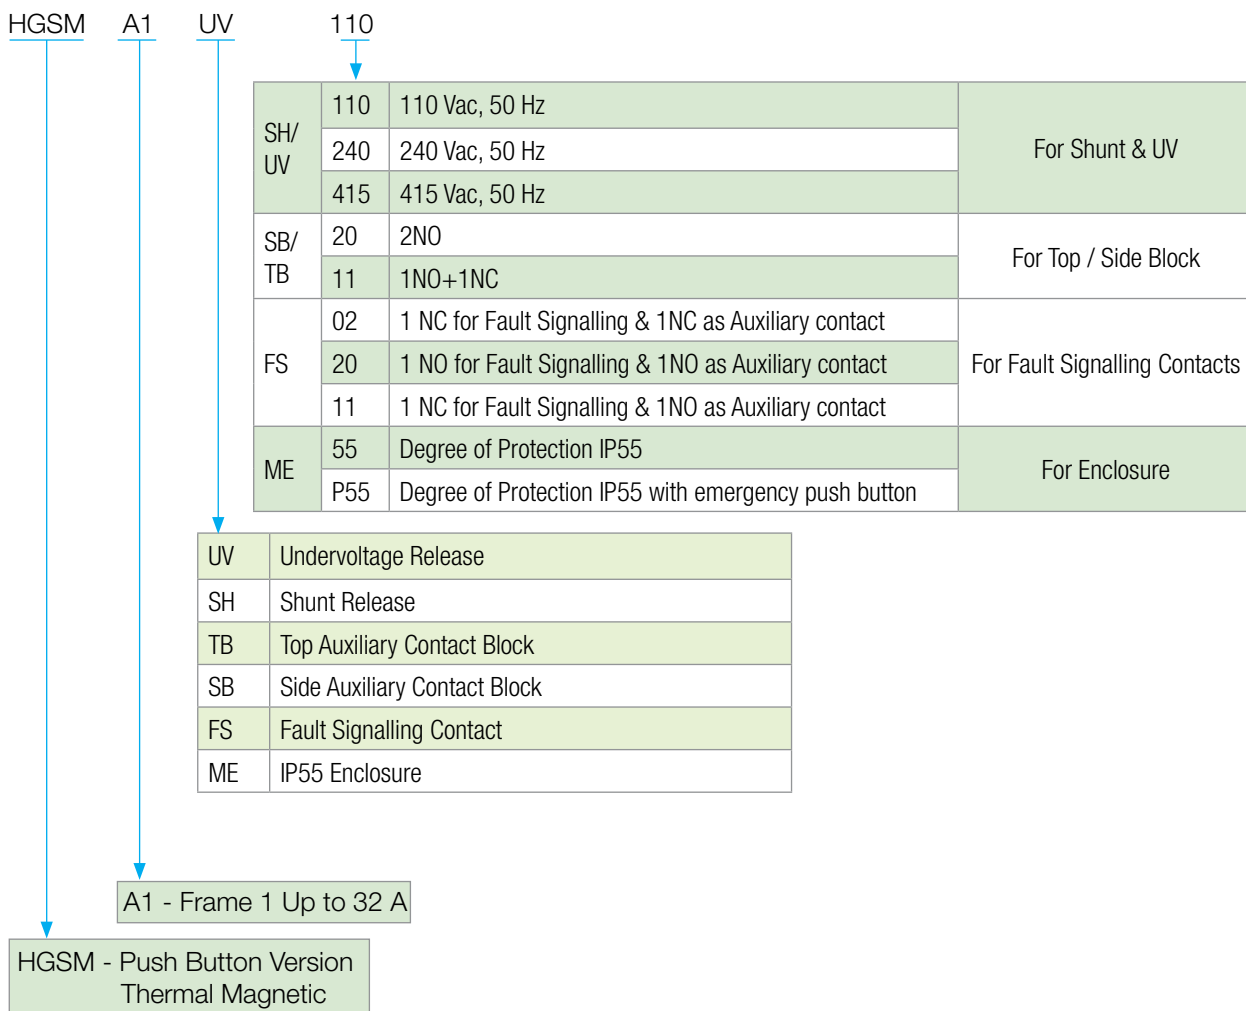 HGSM A1 UV 110
SH/
UV
110 110 Vac, 50 Hz
240 240 Vac, 50 Hz
415 415 Vac, 50 Hz
For Shunt & UV
SB/
TB
20 2NO
11 1NO+1NC
For Top / Side Block
FS
02 1 NC for Fault Signalling & 1NC as Auxiliary contact
20 1 NO for Fault Signalling & 1NO as Auxiliary contact
11 1 NC for Fault Signalling & 1NO as Auxiliary contact
For Fault Signalling Contacts
ME
55 Degree of Protection IP55
P55 Degree of Protection IP55 with emergency push button
For Enclosure
UV Undervoltage Release
SH Shunt Release
TB Top Auxiliary Contact Block
SB Side Auxiliary Contact Block
FS Fault Signalling Contact
ME IP55 Enclosure
A1 - Frame 1 Up to 32 A
HGSM - Push Button Version
Thermal Magnetic